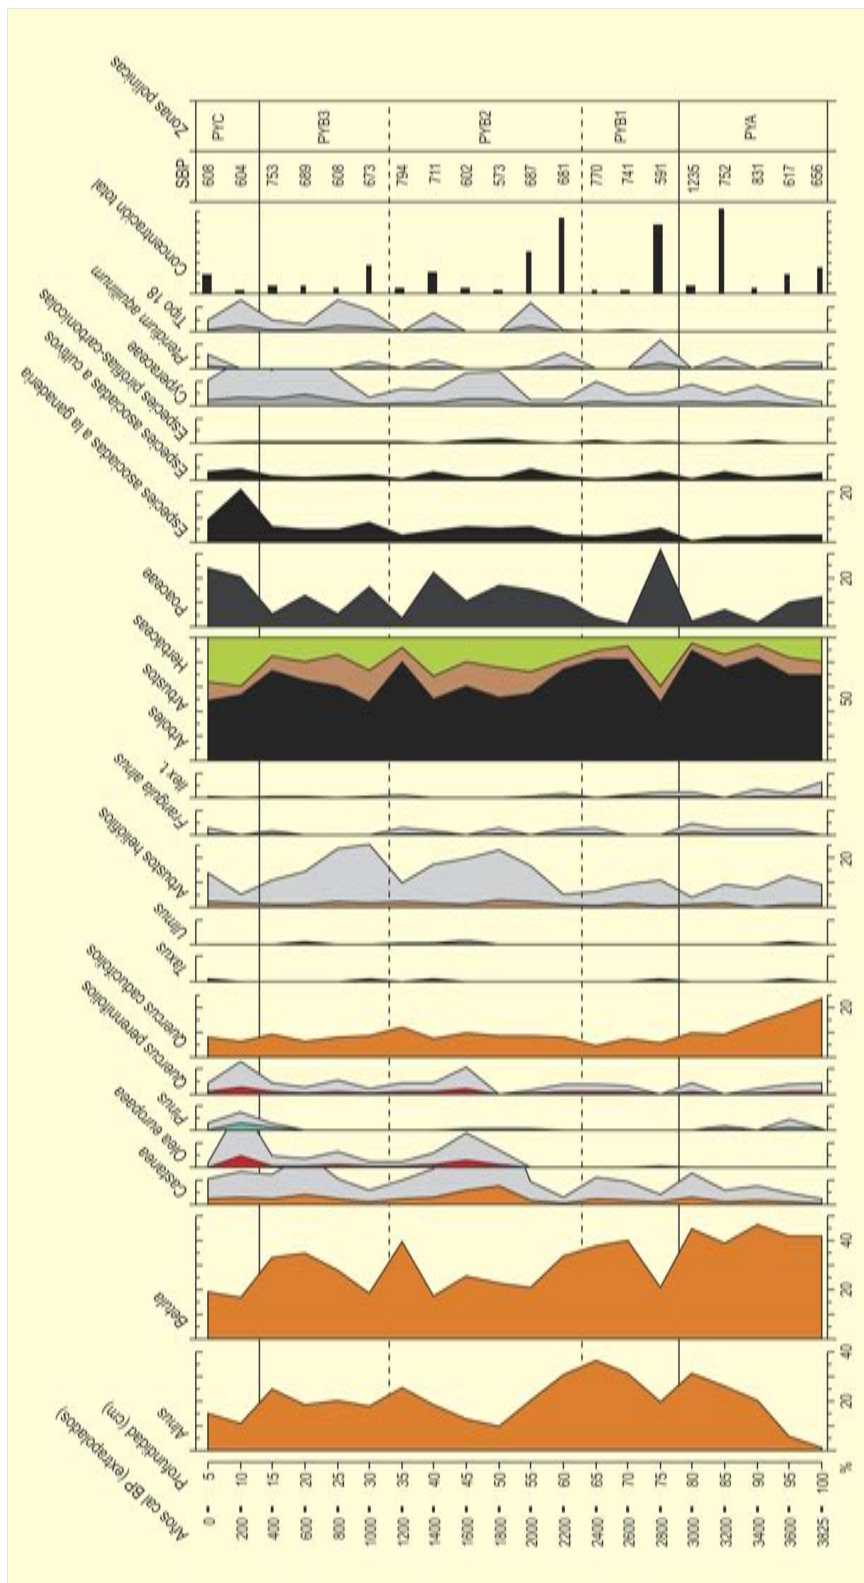 Años cal BP (extrapolados)
Profundidad (cm)
Alnus
Betula
Castanea
Olea europaea
Pinus
Quercus perennifolios
Quercus caducifolios
Taxus
Ulmus
Arbustos heliófilos
Frangula alnus
Ilex t.
Árboles
Arbustos
Herbáceas
Poaceae
Especies asociadas a la ganadería
Especies asociadas a cultivos
Especies pirófilas-carbonícolas
Cyperaceae
Pteridium aquilinum
Tipo 18
Concentración total
SBP
Zonas polínicas
0 5 608 PYC
200 10 604
400 15 753
600 20 689 PYB3
800 25 608
1000 30 673
1200 35 794
1400 40 711
1600 45 602 PYB2
1800 50 573
2000 55 687
2200 60 681
2400 65 770
2600 70 741 PYB1
2800 75 591
3000 80 1235
3200 85 752 PYA
3400 90 831
3600 95 617
3825 100 656
% 20 40 20 40 20 20 50 20 20